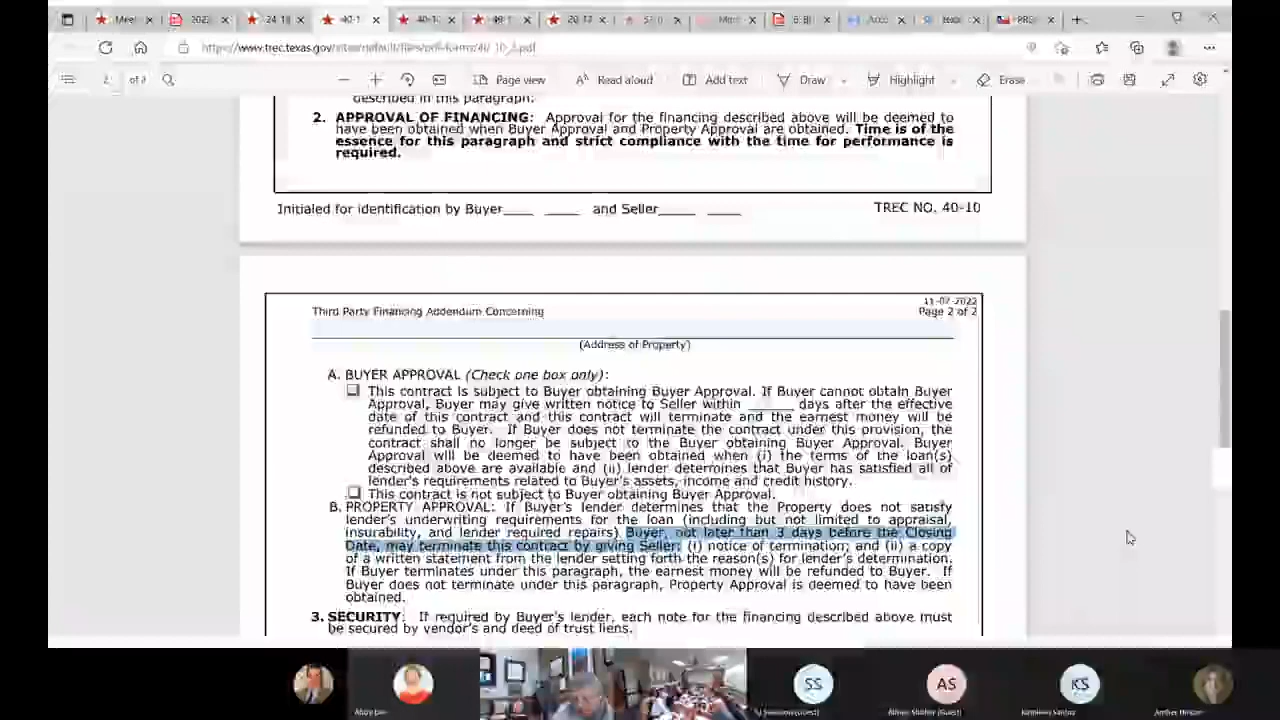 https://www.trec.texas.gov/
of 3
Page view
Read aloud
Add text
Draw
Highlight
Erase
described in this paragraph.
2. APPROVAL OF FINANCING: Approval for the financing described above will be deemed to
have been obtained when Buyer Approval and Property Approval are obtained. Time is of the
essence for this paragraph and strict compliance with the time for performance is
required.
Initialed for identification by Buyer____ ____ and Seller____ ____
TREC NO. 40-10
11-07-2022
Third Party Financing Addendum Concerning
Page 2 of 2
(Address of Property)
A. BUYER APPROVAL (Check one box only):
This contract is subject to Buyer obtaining Buyer Approval. If Buyer cannot obtain Buyer
Approval, Buyer may give written notice to Seller within ______ days after the effective
date of this contract and this contract will terminate and the earnest money will be
refunded to Buyer. If Buyer does not terminate the contract under this provision, the
contract shall no longer be subject to the Buyer obtaining Buyer Approval. Buyer
Approval will be deemed to have been obtained when (i) the terms of the loan(s)
described above are available and (ii) lender determines that Buyer has satisfied all of
lender's requirements related to Buyer's assets, income and credit history.
This contract is not subject to Buyer obtaining Buyer Approval.
B. PROPERTY APPROVAL: If Buyer's lender determines that the Property does not satisfy
lender's underwriting requirements for the loan (including but not limited to appraisal,
insurability, and lender required repairs) Buyer, not later than 3 days before the Closing
Date, may terminate this contract by giving Seller: (i) notice of termination; and (ii) a copy
of a written statement from the lender setting forth the reason(s) for lender's determination.
If Buyer terminates under this paragraph, the earnest money will be refunded to Buyer. If
Buyer does not terminate under this paragraph, Property Approval is deemed to have been
obtained.
3. SECURITY: If required by Buyer's lender, each note for the financing described above must
be secured by vendor's and deed of trust liens.
SS
AS
KS